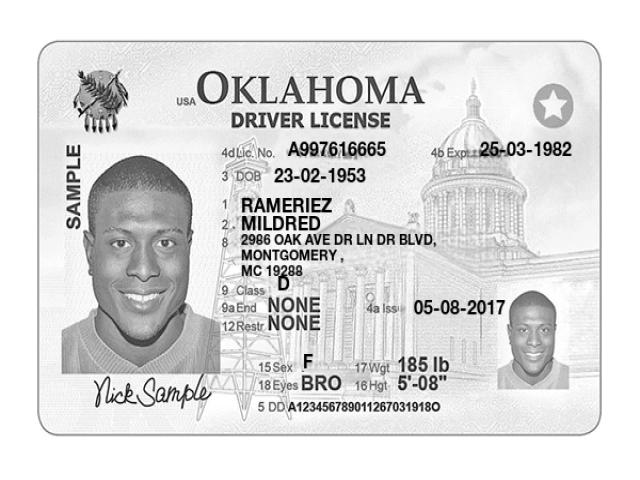 USA OKLAHOMA
DRIVER LICENSE
SAMPLE
4d Lic. No. A997616665 4b Exp 25-03-1982
3 DOB 23-02-1953
1 RAMERIEZ
2 MILDRED
8 2986 OAK AVE DR LN DR BLVD,
MONTGOMERY ,
MC 19288
9 Class D
9a End NONE 4a Iss 05-08-2017
12 Restr NONE
15 Sex F 17 Wgt 185 lb
18 Eyes BRO 16 Hgt 5'-08"
Nick Sample
5 DD A123456789011267031918O